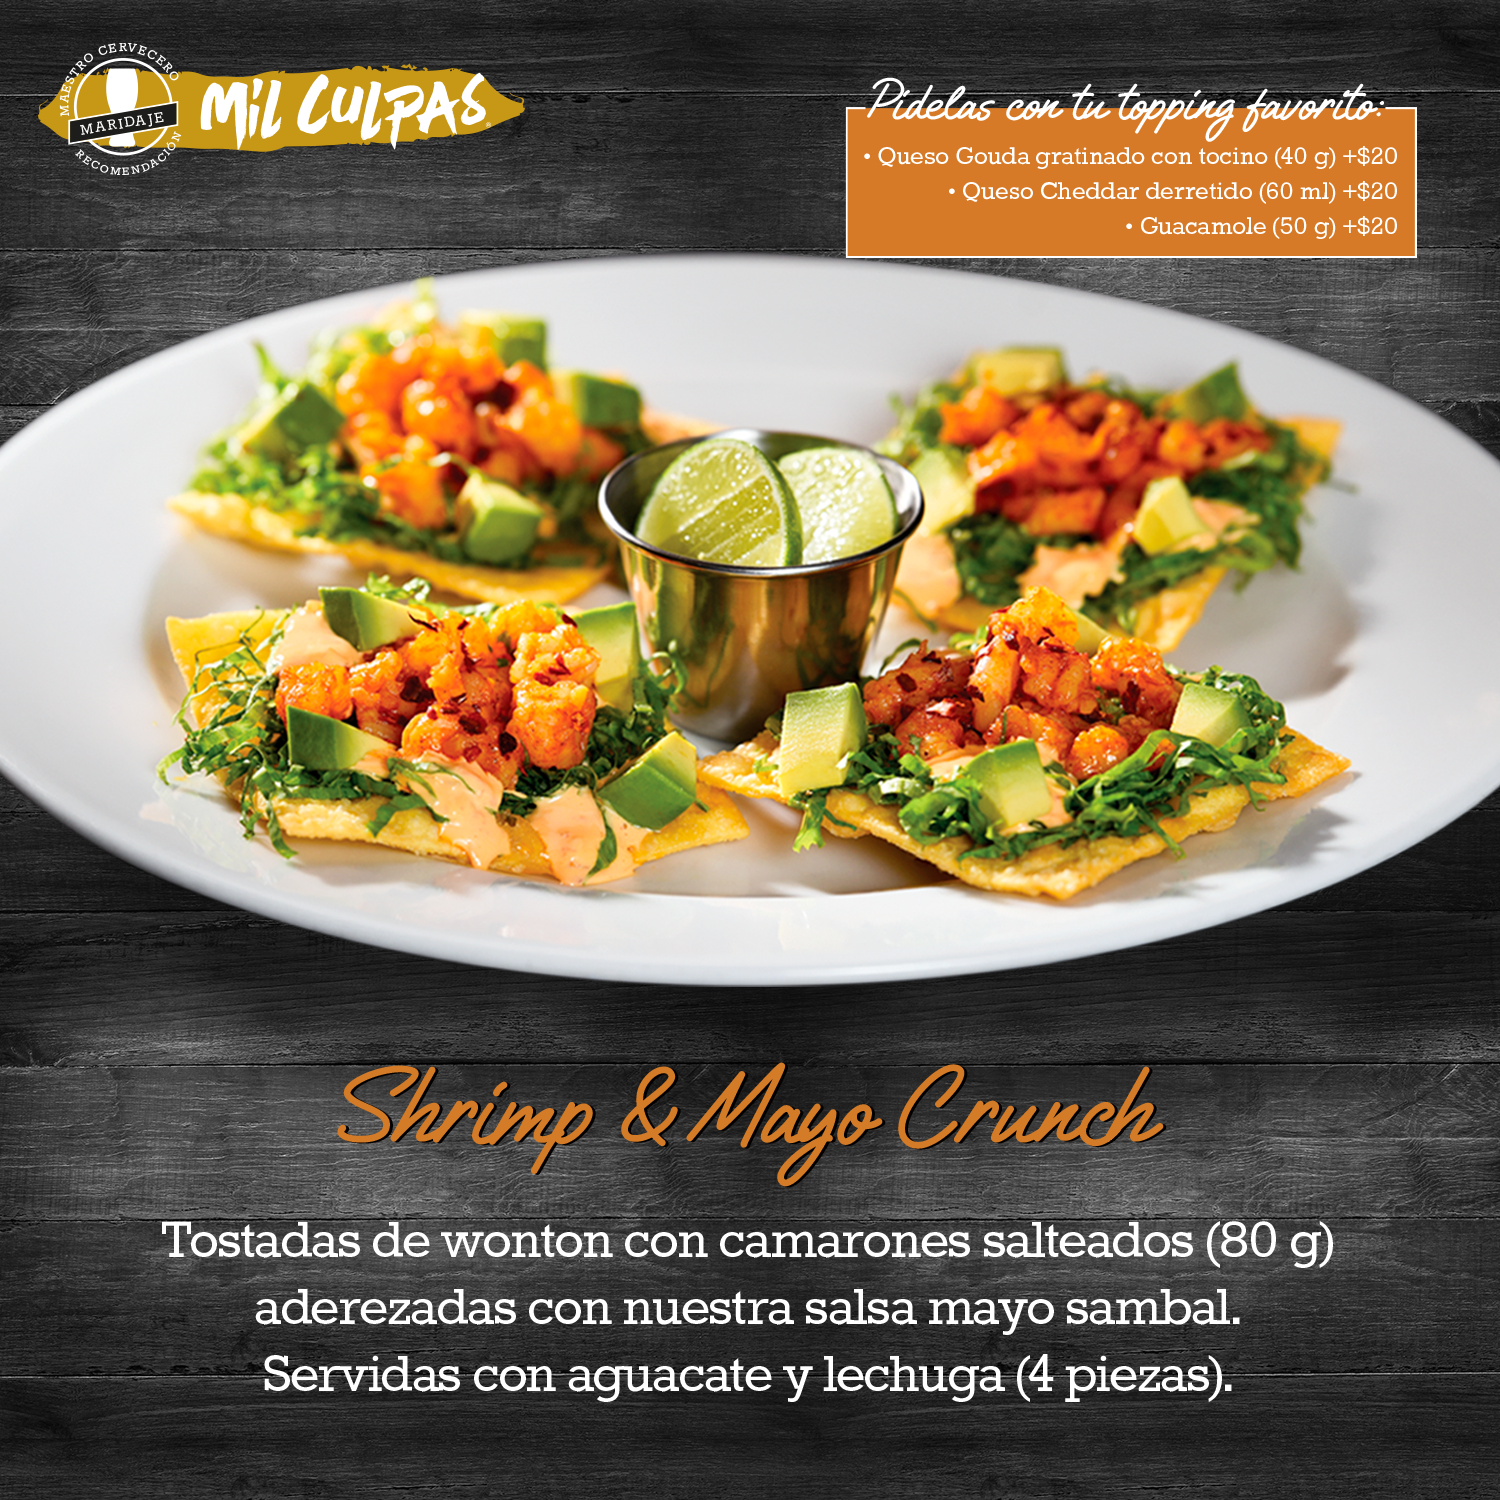 MAESTRO CERVECERO
MARIDAJE
RECOMENDACIÓN
MiL CULPAS®
Pídelas con tu topping favorito:
• Queso Gouda gratinado con tocino (40 g) +$20
• Queso Cheddar derretido (60 ml) +$20
• Guacamole (50 g) +$20
Shrimp & Mayo Crunch
Tostadas de wonton con camarones salteados (80 g)
aderezadas con nuestra salsa mayo sambal.
Servidas con aguacate y lechuga (4 piezas).